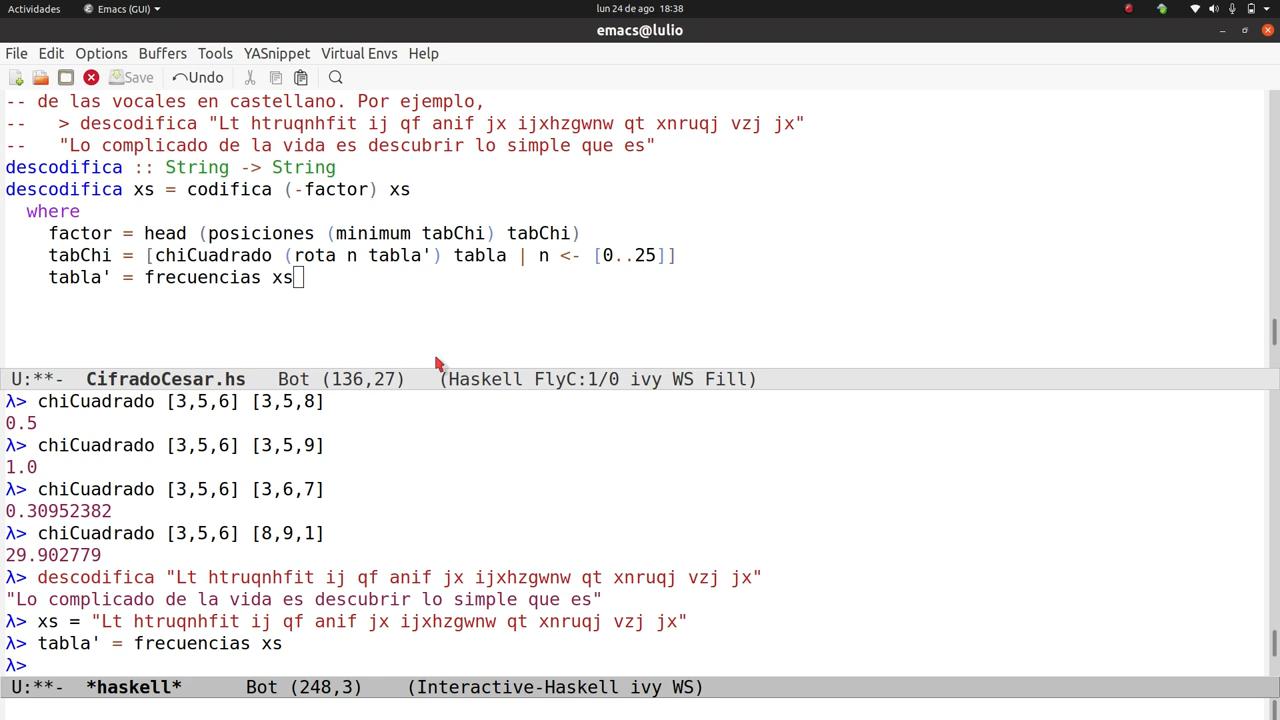 Actividades Emacs (GUI) lun 24 de ago 18:38
emacs@lulio
File Edit Options Buffers Tools YASnippet Virtual Envs Help
Save Undo
-- de las vocales en castellano. Por ejemplo,
--   > descodifica "Lt htruqnhfit ij qf anif jx ijxhzgwnw qt xnruqj vzj jx"
--   "Lo complicado de la vida es descubrir lo simple que es"
descodifica :: String -> String
descodifica xs = codifica (-factor) xs
  where
    factor = head (posiciones (minimum tabChi) tabChi)
    tabChi = [chiCuadrado (rota n tabla') tabla | n <- [0..25]]
    tabla' = frecuencias xs
U:**-  CifradoCesar.hs   Bot (136,27)   (Haskell FlyC:1/0 ivy WS Fill)
λ> chiCuadrado [3,5,6] [3,5,8]
0.5
λ> chiCuadrado [3,5,6] [3,5,9]
1.0
λ> chiCuadrado [3,5,6] [3,6,7]
0.30952382
λ> chiCuadrado [3,5,6] [8,9,1]
29.902779
λ> descodifica "Lt htruqnhfit ij qf anif jx ijxhzgwnw qt xnruqj vzj jx"
"Lo complicado de la vida es descubrir lo simple que es"
λ> xs = "Lt htruqnhfit ij qf anif jx ijxhzgwnw qt xnruqj vzj jx"
λ> tabla' = frecuencias xs
λ>
U:**-  *haskell*      Bot (248,3)    (Interactive-Haskell ivy WS)